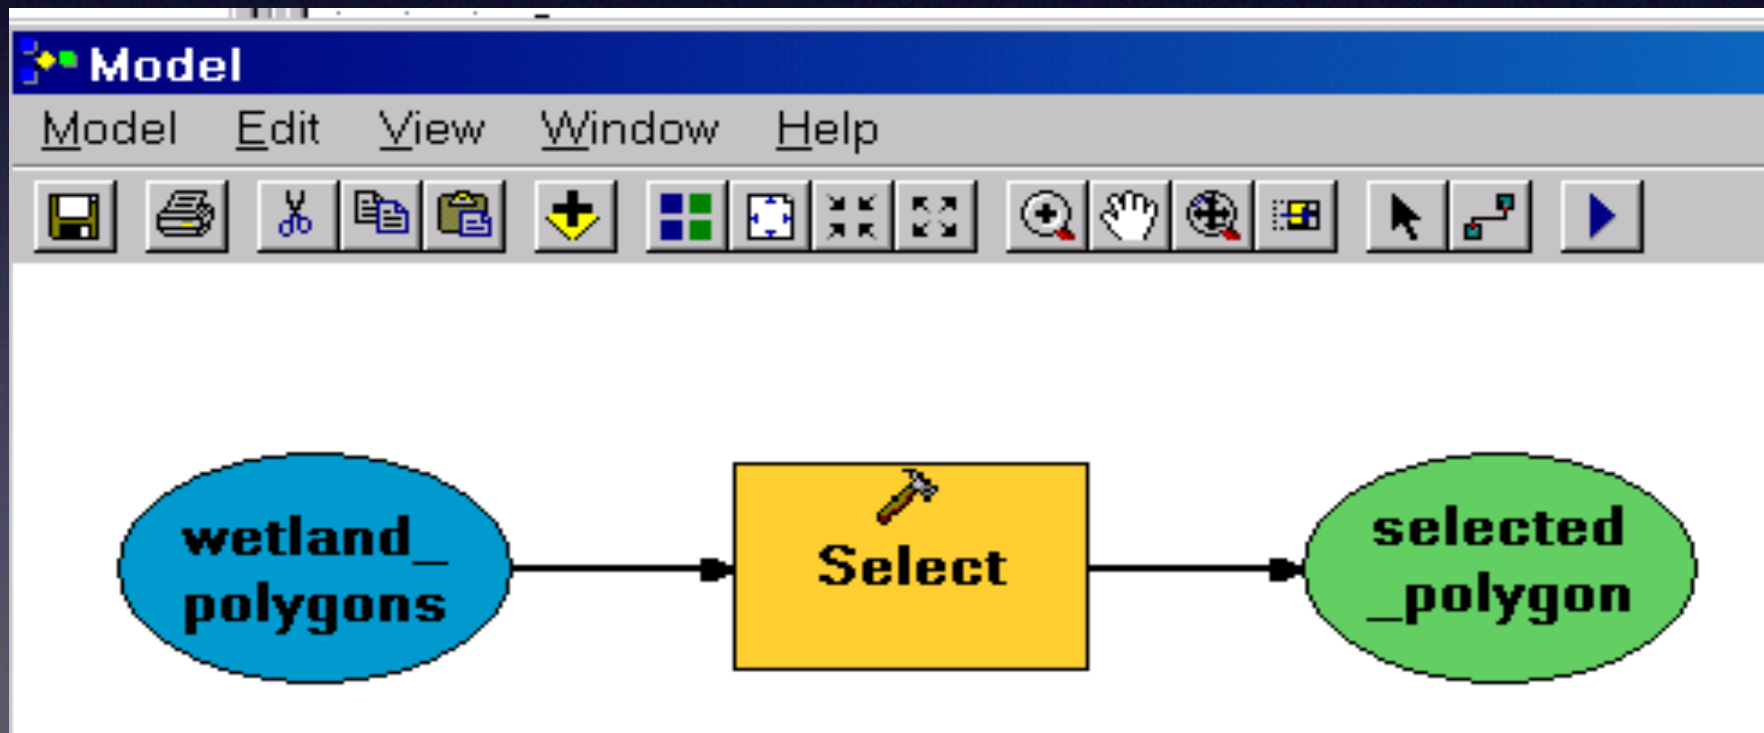 Model
Model Edit View Window Help
wetland_
polygons
Select
selected
_polygon